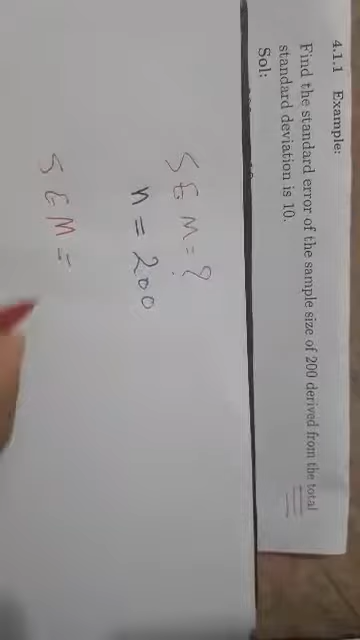 4.1.1 Example:
Find the standard error of the sample size of 200 derived from the total
standard deviation is 10.
Sol:
SEM = ?
n = 200
SEM =